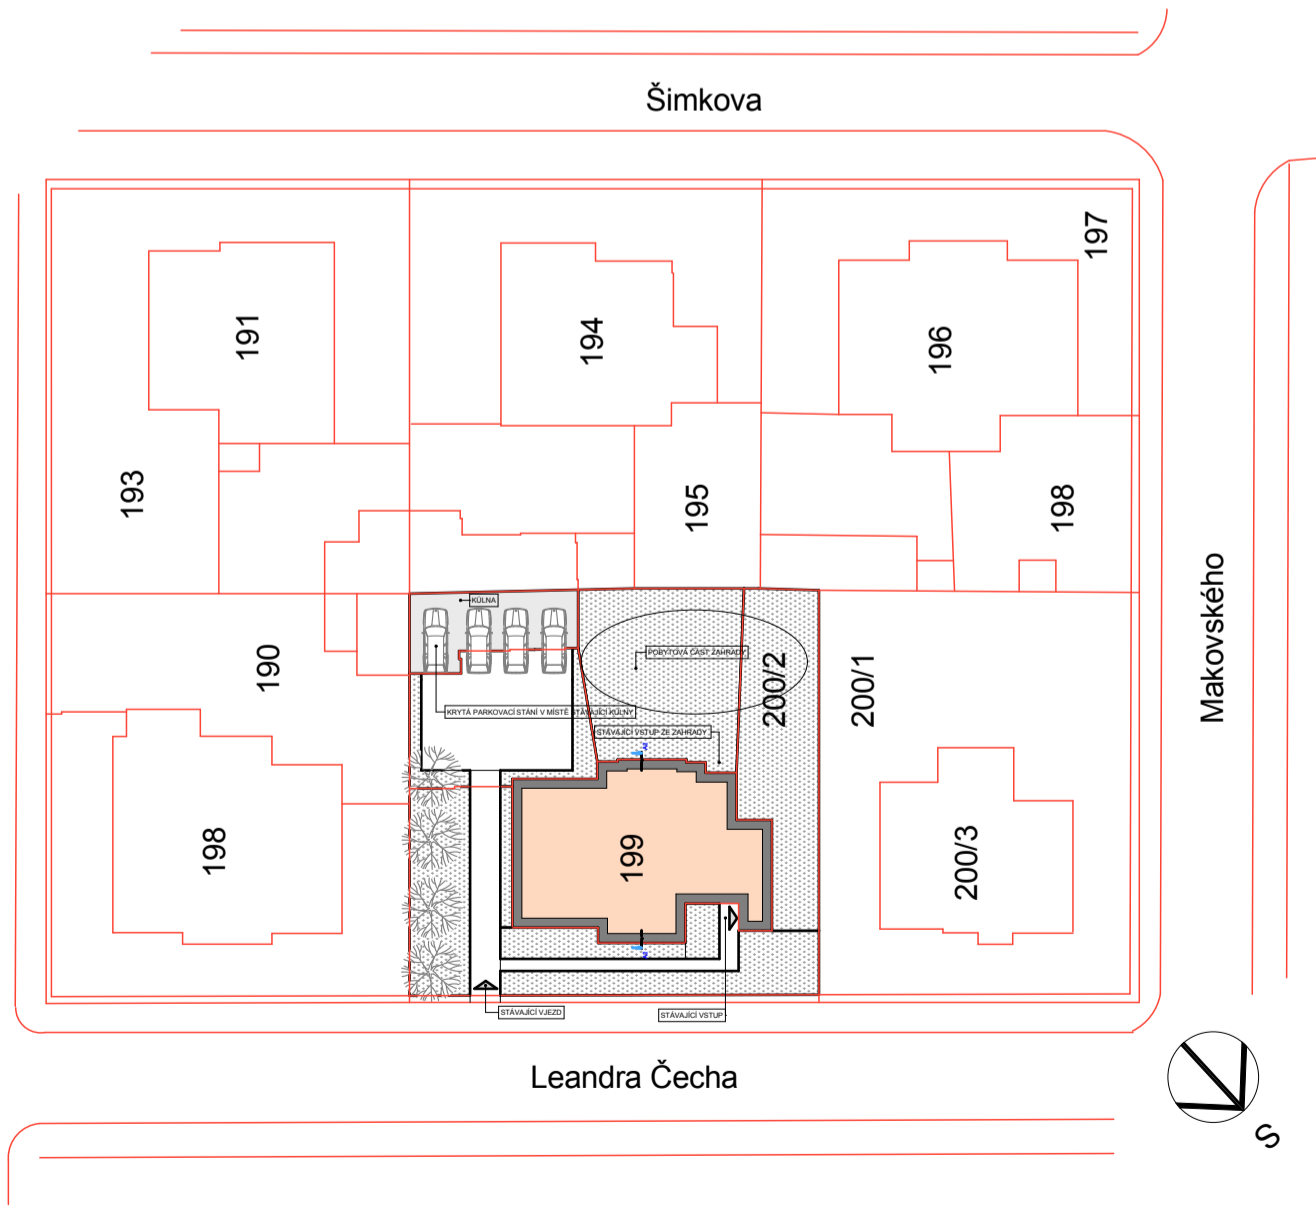 Šimkova
197
191
194
196
193
195
198
Makovského
KŮLNA
190
POBYTOVÁ ČÁST ZAHRADY
200/2
200/1
KRYTÁ PARKOVACÍ STÁNÍ V MÍSTĚ STÁVAJÍCÍ KŮLNY
STÁVAJÍCÍ VSTUP ZE ZAHRADY
198
199
200/3
STÁVAJÍCÍ VJEZD
STÁVAJÍCÍ VSTUP
Leandra Čecha
S